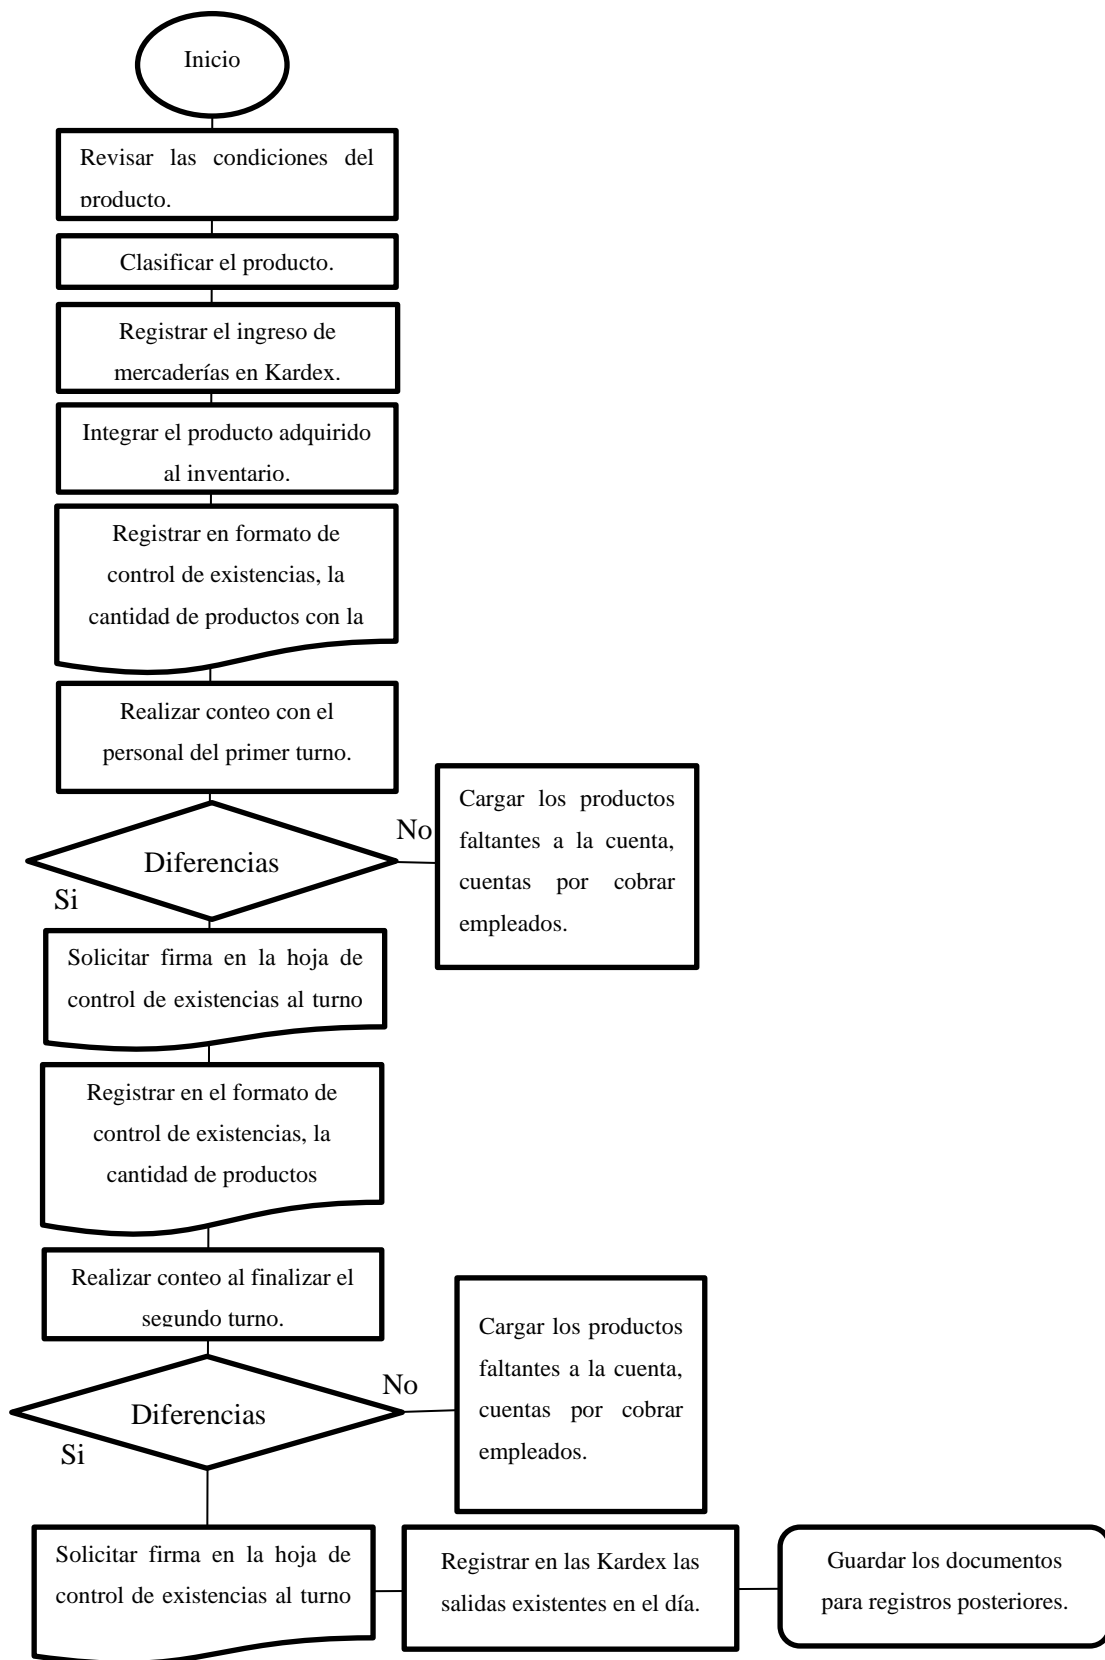 Inicio
Revisar las condiciones del
producto.
Clasificar el producto.
Registrar el ingreso de
mercaderías en Kardex.
Integrar el producto adquirido
al inventario.
Registrar en formato de
control de existencias, la
cantidad de productos con la
Realizar conteo con el
personal del primer turno.
Diferencias
No
Si
Cargar los productos
faltantes a la cuenta,
cuentas por cobrar
empleados.
Solicitar firma en la hoja de
control de existencias al turno
Registrar en el formato de
control de existencias, la
cantidad de productos
Realizar conteo al finalizar el
segundo turno.
Diferencias
No
Si
Cargar los productos
faltantes a la cuenta,
cuentas por cobrar
empleados.
Solicitar firma en la hoja de
control de existencias al turno
Registrar en las Kardex las
salidas existentes en el día.
Guardar los documentos
para registros posteriores.